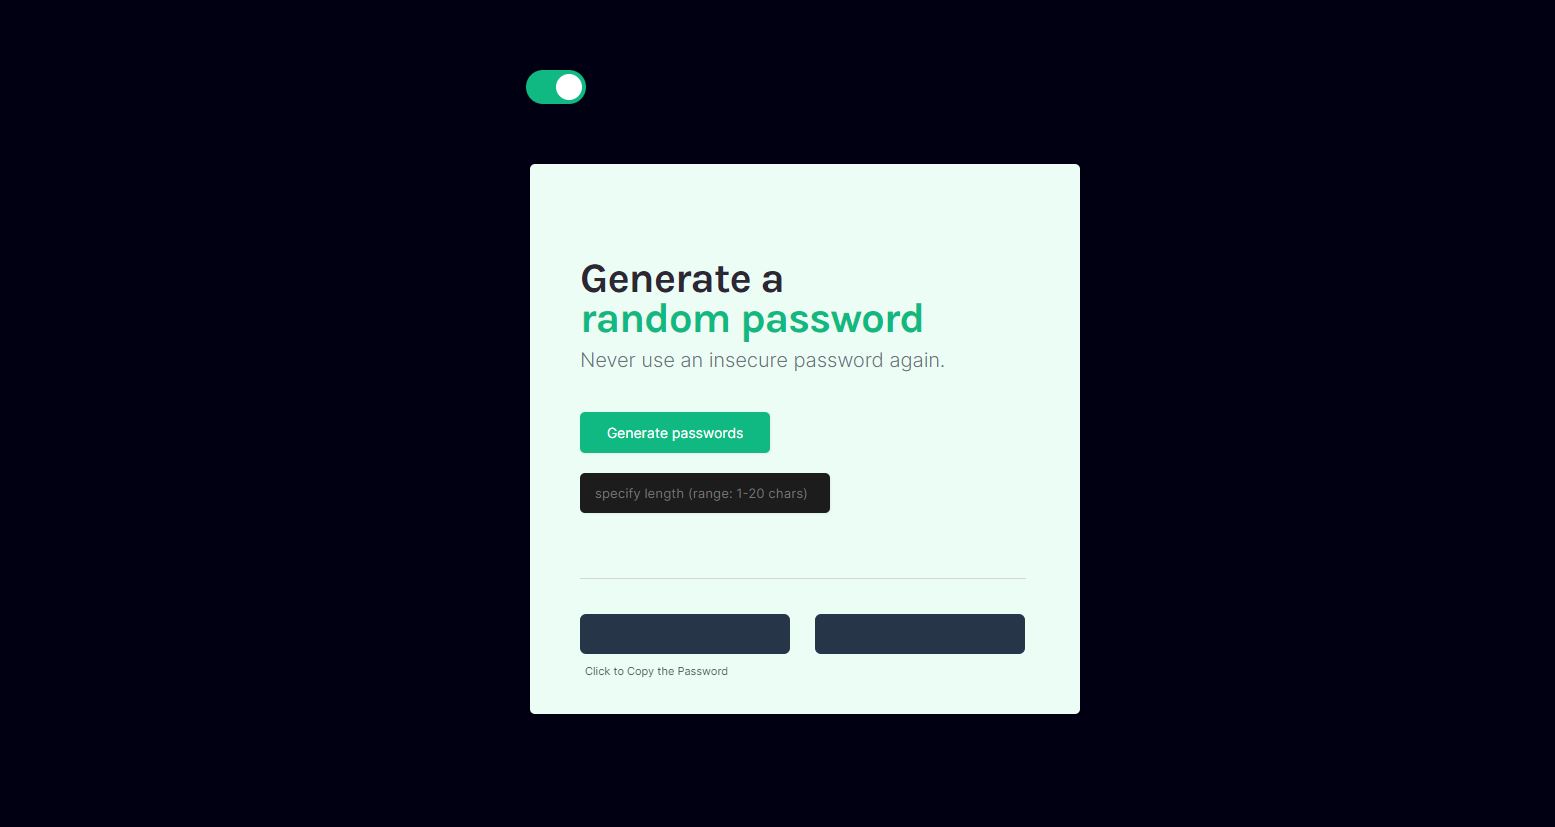 Generate a
random password
Never use an insecure password again.
Generate passwords
specify length (range: 1-20 chars)
Click to Copy the Password